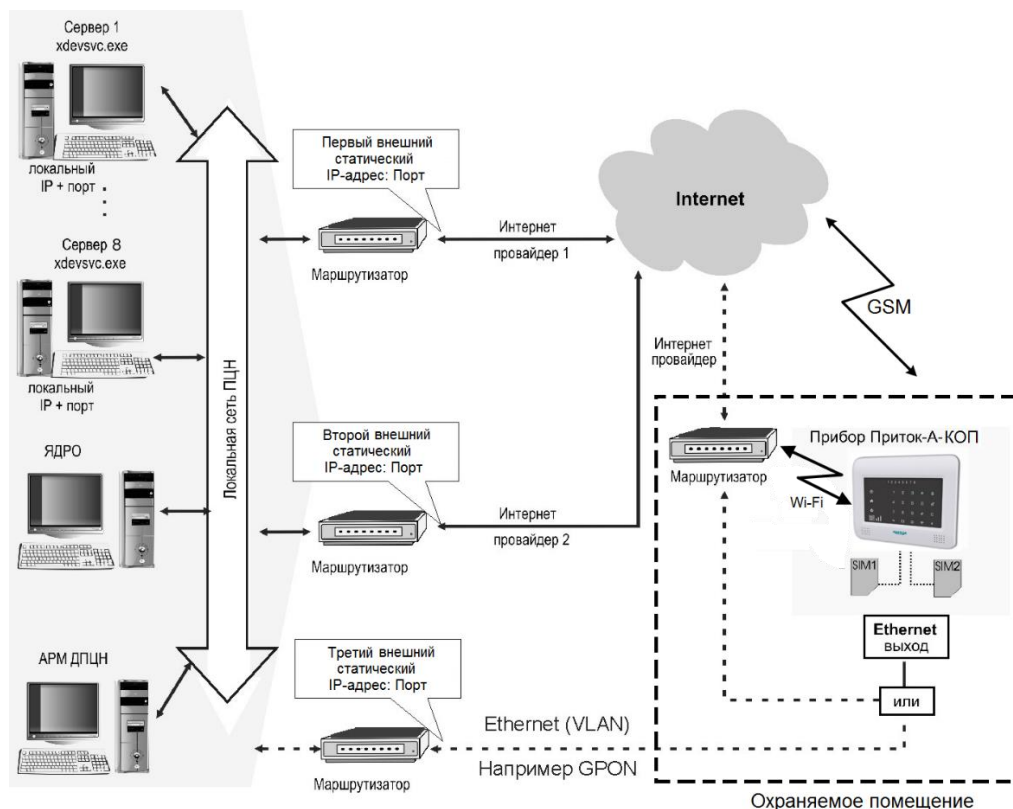 Сервер 1
xdevsvc.exe
локальный
IP + порт
Сервер 8
xdevsvc.exe
локальный
IP + порт
ЯДРО
АРМ ДПЦН
Локальная сеть ПЦН
Первый внешний
статический
IP-адрес: Порт
Маршрутизатор
Интернет
провайдер 1
Второй внешний
статический
IP-адрес: Порт
Маршрутизатор
Интернет
провайдер 2
Третий внешний
статический
IP-адрес: Порт
Маршрутизатор
Ethernet (VLAN)
Например GPON
Internet
GSM
Интернет
провайдер
Маршрутизатор
Wi-Fi
Прибор Приток-А-КОП
SIM1
SIM2
Ethernet
выход
или
Охраняемое помещение